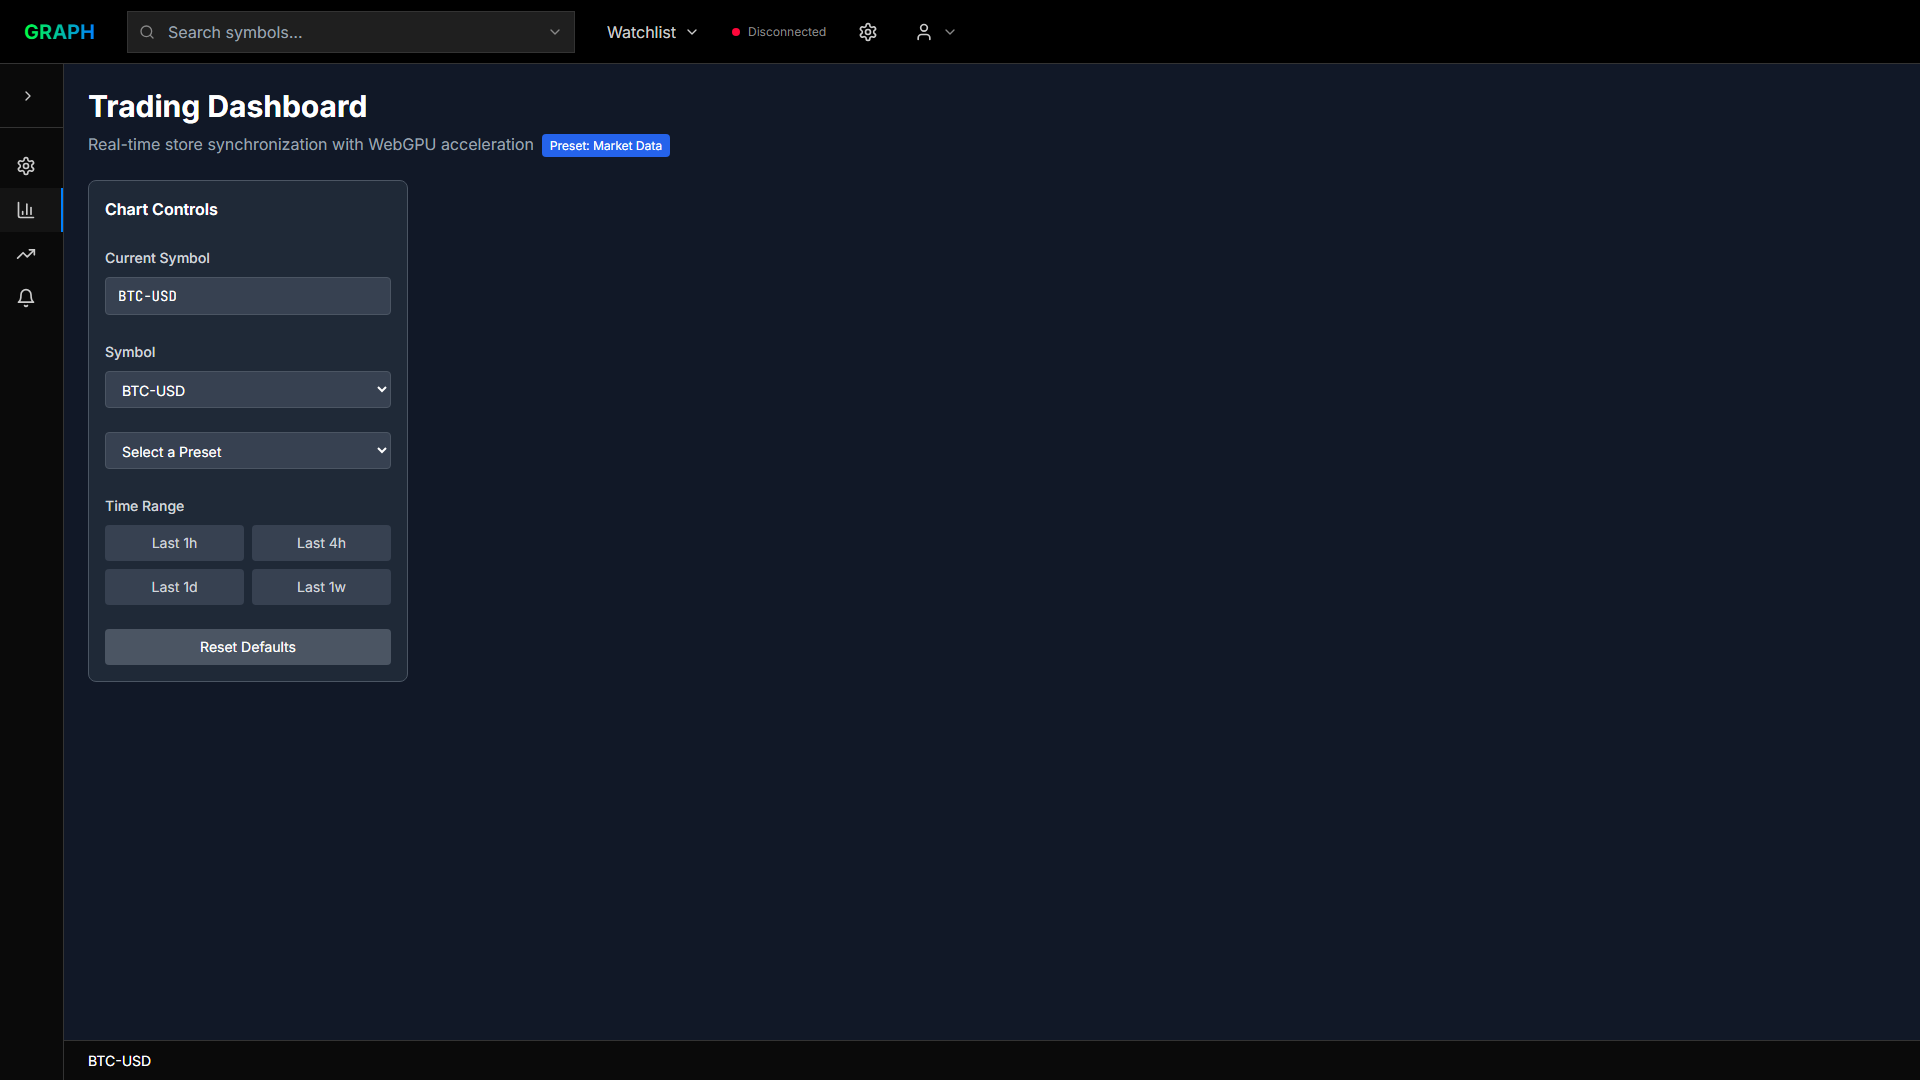 GRAPH
Search symbols...
Watchlist
Disconnected
Trading Dashboard
Real-time store synchronization with WebGPU acceleration
Preset: Market Data
Chart Controls
Current Symbol
BTC-USD
Symbol
BTC-USD
Select a Preset
Time Range
Last 1h
Last 4h
Last 1d
Last 1w
Reset Defaults
BTC-USD